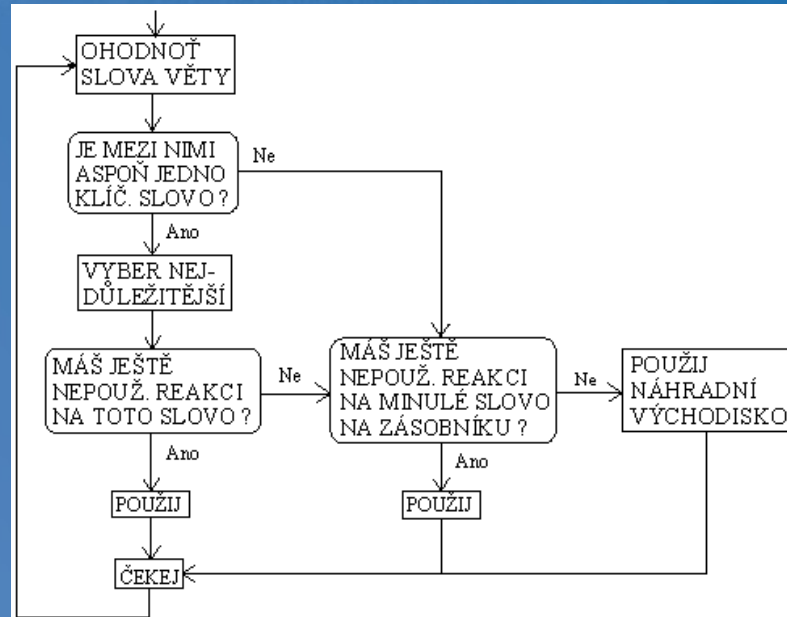 OHODNOŤ
SLOVA VĚTY
JE MEZI NIMI
ASPOŇ JEDNO
KLÍČ. SLOVO ?
Ne
Ano
VYBER NEJ-
DŮLEŽITĚJŠÍ
MÁŠ JEŠTĚ
NEPOUŽ. REAKCI
NA TOTO SLOVO ?
Ne
MÁŠ JEŠTĚ
NEPOUŽ. REAKCI
NA MINULÉ SLOVO
NA ZÁSOBNÍKU ?
Ne
POUŽIJ
NÁHRADNÍ
VÝCHODISKO
Ano
POUŽIJ
Ano
POUŽIJ
ČEKEJ